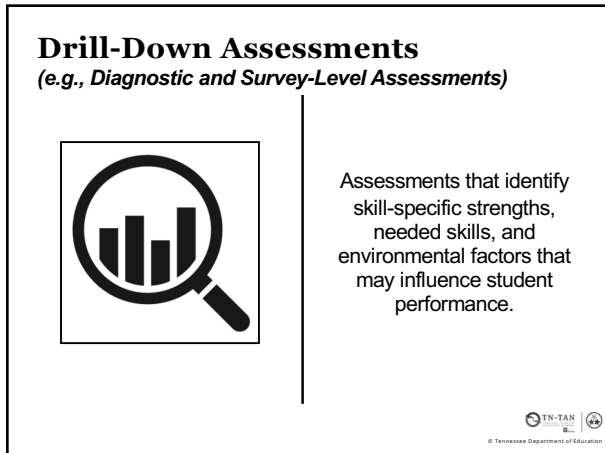 Drill-Down Assessments
(e.g., Diagnostic and Survey-Level Assessments)
Assessments that identify
skill-specific strengths,
needed skills, and
environmental factors that
may influence student
performance.
TN-TAN
© Tennessee Department of Education